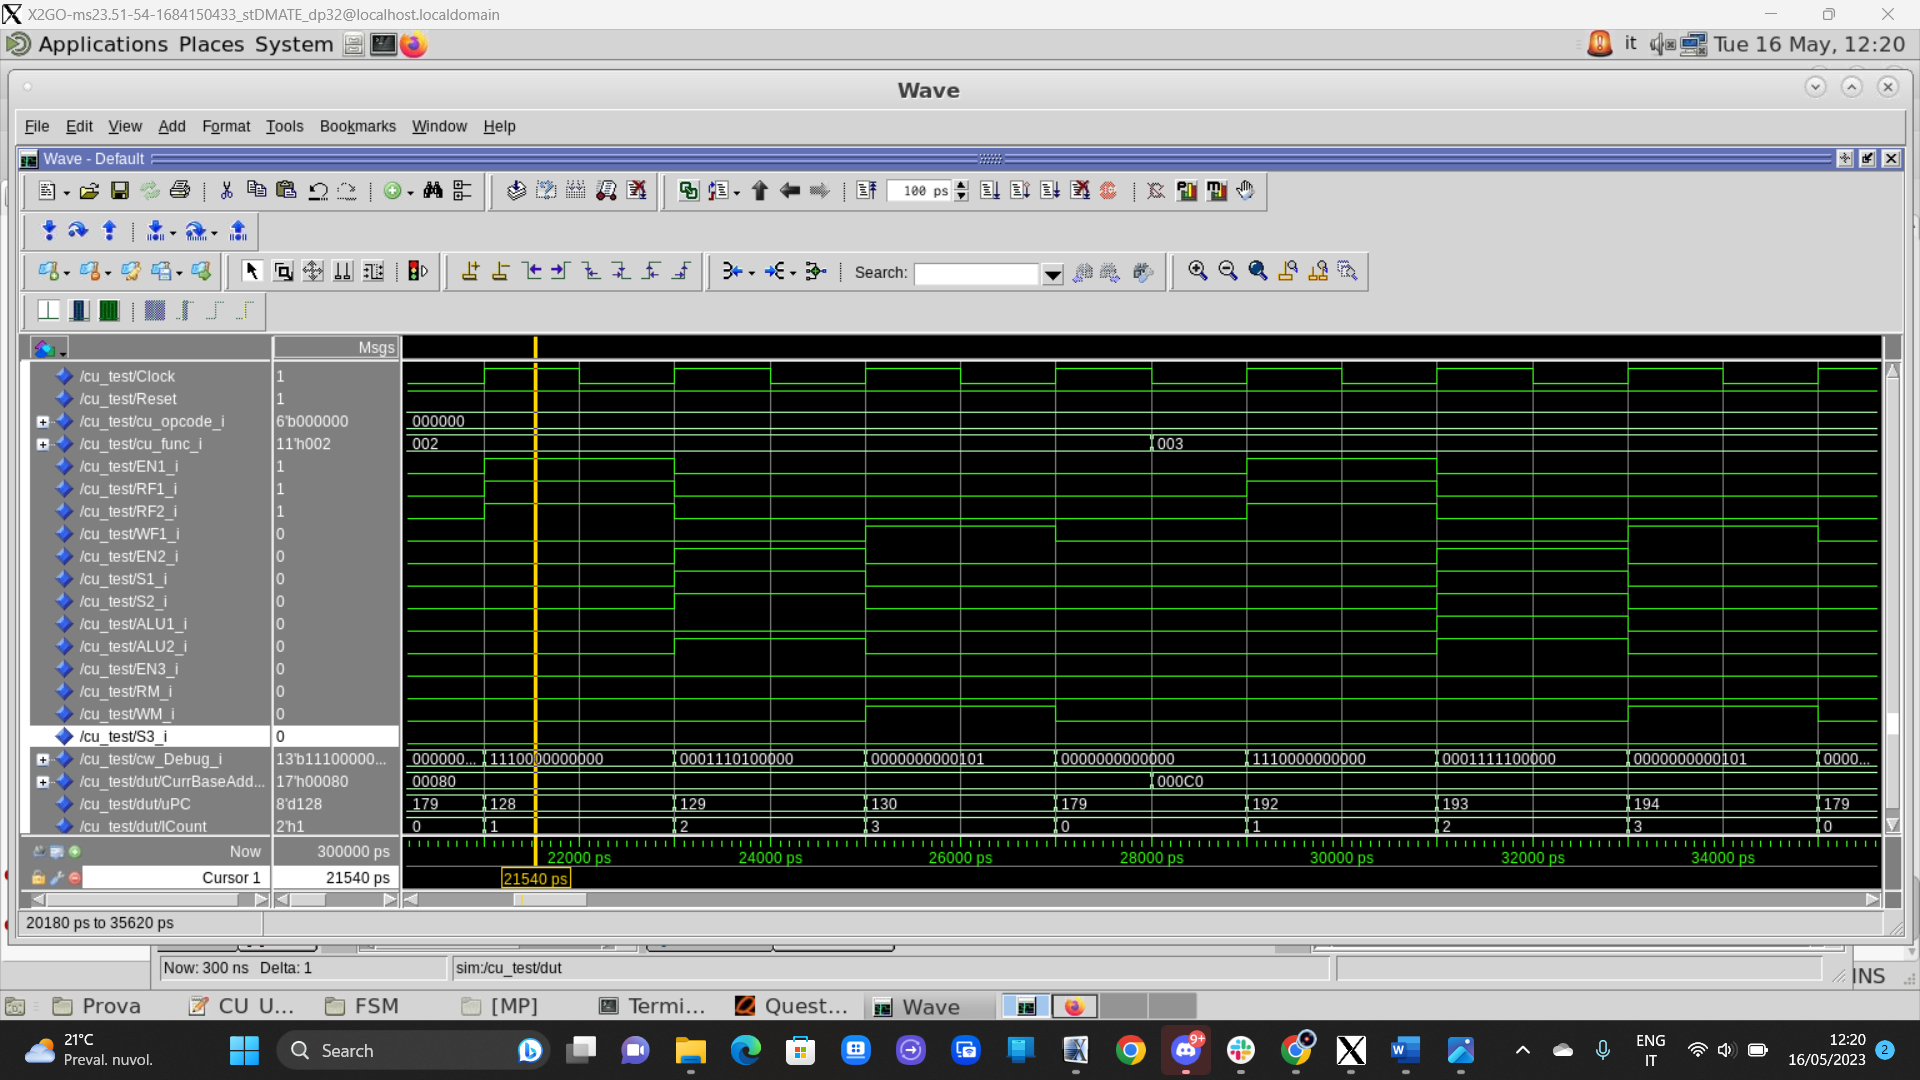 X2GO-ms23.51-54-1684150433_stDMATE_dp32@localhost.localdomain
Applications Places System
it Tue 16 May, 12:20
Wave
File Edit View Add Format Tools Bookmarks Window Help
Wave - Default
100 ps
Search:
Msgs
/cu_test/Clock 1
/cu_test/Reset 1
/cu_test/cu_opcode_i 6'b000000 000000
/cu_test/cu_func_i 11'h002 002 003
/cu_test/EN1_i 1
/cu_test/RF1_i 1
/cu_test/RF2_i 1
/cu_test/WF1_i 0
/cu_test/EN2_i 0
/cu_test/S1_i 0
/cu_test/S2_i 0
/cu_test/ALU1_i 0
/cu_test/ALU2_i 0
/cu_test/EN3_i 0
/cu_test/RM_i 0
/cu_test/WM_i 0
/cu_test/S3_i 0
/cu_test/cw_Debug_i 13'b11100000... 000000... 1110000000000 0001110100000 0000000000101 0000000000000 1110000000000 0001111100000 0000000000101 0000...
/cu_test/dut/CurrBaseAdd... 17'h00080 00080 000C0
/cu_test/dut/uPC 8'd128 179 128 129 130 179 192 193 194 179
/cu_test/dut/ICount 2'h1 0 1 2 3 0 1 2 3 0
Now 300000 ps 22000 ps 24000 ps 26000 ps 28000 ps 30000 ps 32000 ps 34000 ps
Cursor 1 21540 ps 21540 ps
20180 ps to 35620 ps
Now: 300 ns Delta: 1 sim:/cu_test/dut
INS
Prova CU U... FSM [MP] Termi... Quest... Wave
21°C
Preval. nuvol.
Search
9+
W
ENG
IT
12:20
16/05/2023
2